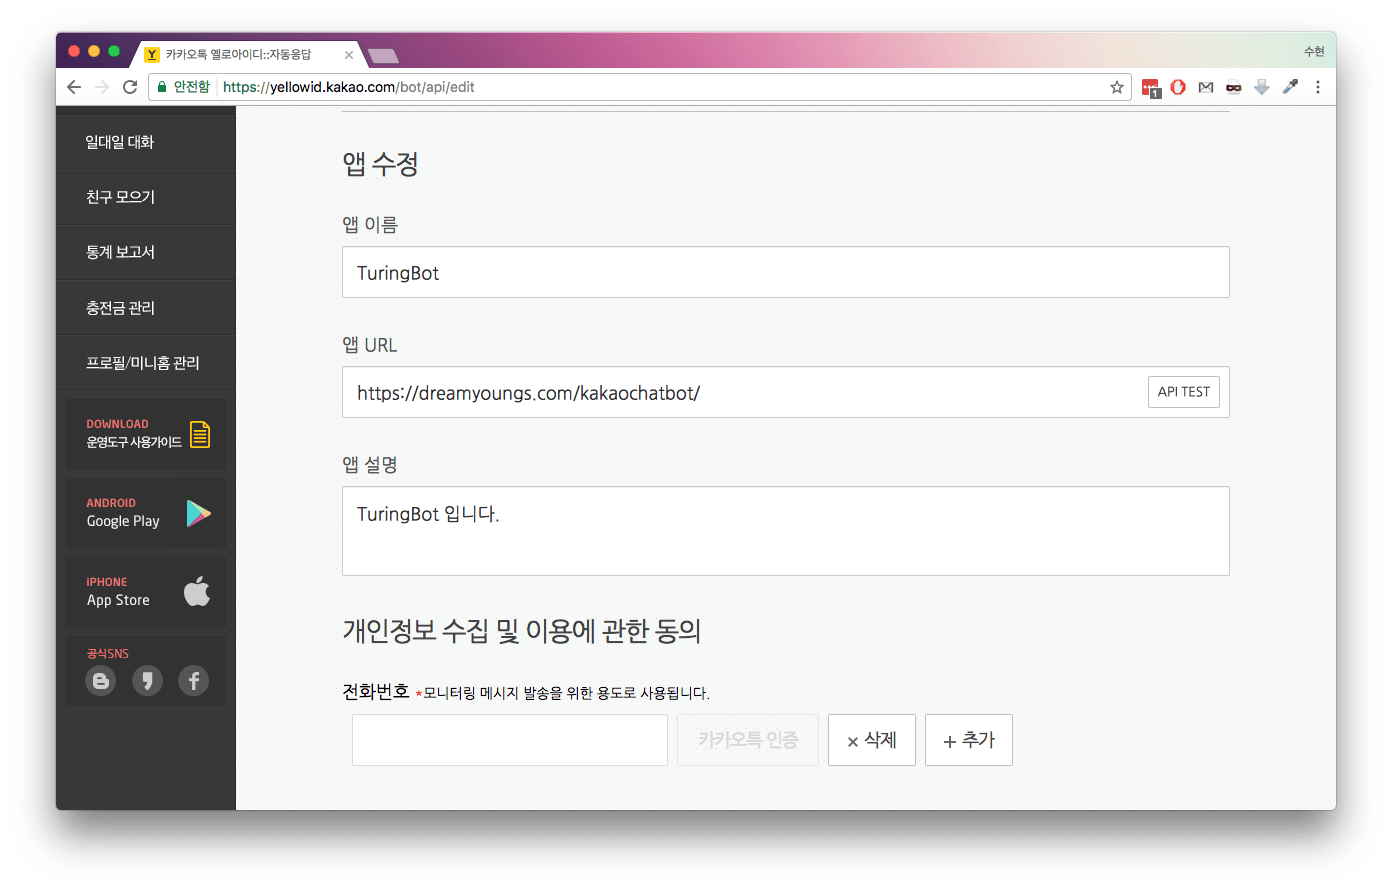 카카오톡 옐로아이디::자동응답
수현
안전함 https://yellowid.kakao.com/bot/api/edit
1
일대일 대화
친구 모으기
통계 보고서
충전금 관리
프로필/미니홈 관리
DOWNLOAD
운영도구 사용가이드
ANDROID
Google Play
iPHONE
App Store
공식SNS
앱 수정
앱 이름
TuringBot
앱 URL
https://dreamyoungs.com/kakaochatbot/
API TEST
앱 설명
TuringBot 입니다.
개인정보 수집 및 이용에 관한 동의
전화번호 *모니터링 메시지 발송을 위한 용도로 사용됩니다.
카카오톡 인증
× 삭제
+ 추가